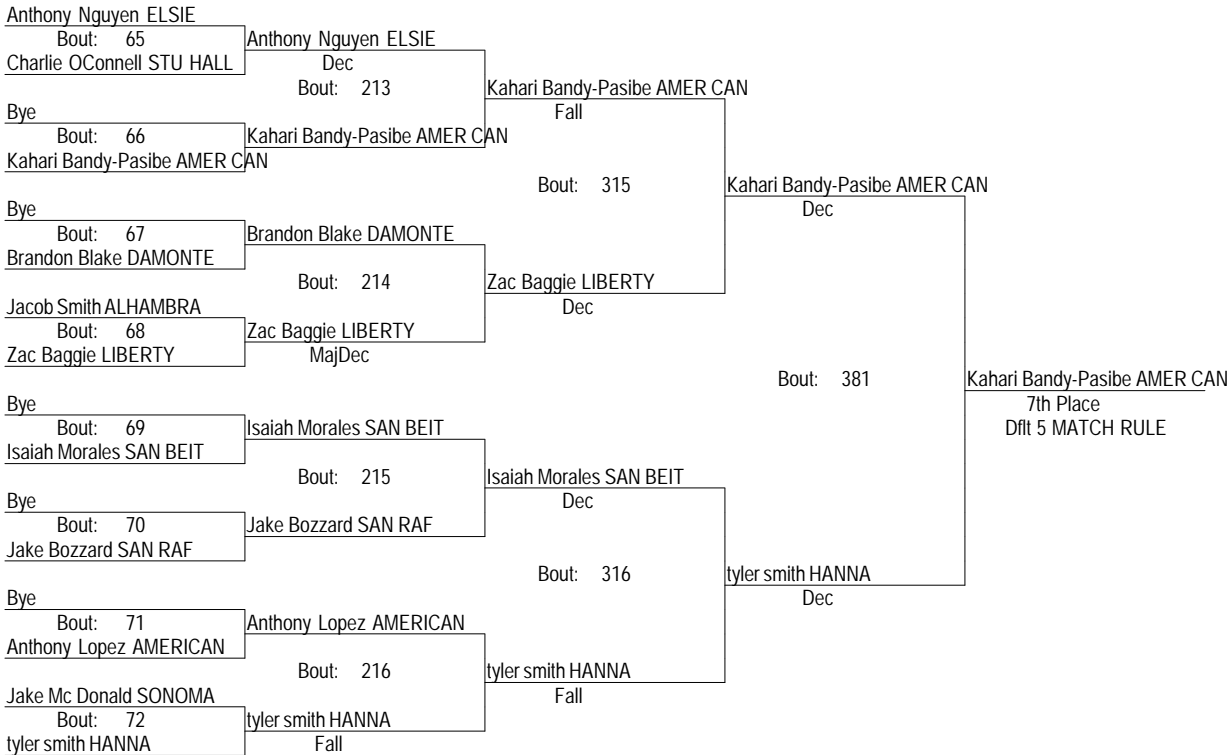 Anthony Nguyen ELSIE
Bout: 65
Anthony Nguyen ELSIE
Charlie OConnell STU HALL
Dec
Bout: 213
Kahari Bandy-Pasibe AMER CAN
Bye
Fall
Bout: 66
Kahari Bandy-Pasibe AMER CAN
Kahari Bandy-Pasibe AMER CAN
Bout: 315
Kahari Bandy-Pasibe AMER CAN
Bye
Dec
Bout: 67
Brandon Blake DAMONTE
Brandon Blake DAMONTE
Bout: 214
Zac Baggie LIBERTY
Jacob Smith ALHAMBRA
Dec
Bout: 68
Zac Baggie LIBERTY
Zac Baggie LIBERTY
MajDec
Bout: 381
Kahari Bandy-Pasibe AMER CAN
7th Place
Dflt 5 MATCH RULE
Bye
Bout: 69
Isaiah Morales SAN BEIT
Isaiah Morales SAN BEIT
Bout: 215
Isaiah Morales SAN BEIT
Bye
Dec
Bout: 70
Jake Bozzard SAN RAF
Jake Bozzard SAN RAF
Bout: 316
tyler smith HANNA
Bye
Dec
Bout: 71
Anthony Lopez AMERICAN
Anthony Lopez AMERICAN
Bout: 216
tyler smith HANNA
Jake Mc Donald SONOMA
Fall
Bout: 72
tyler smith HANNA
tyler smith HANNA
Fall